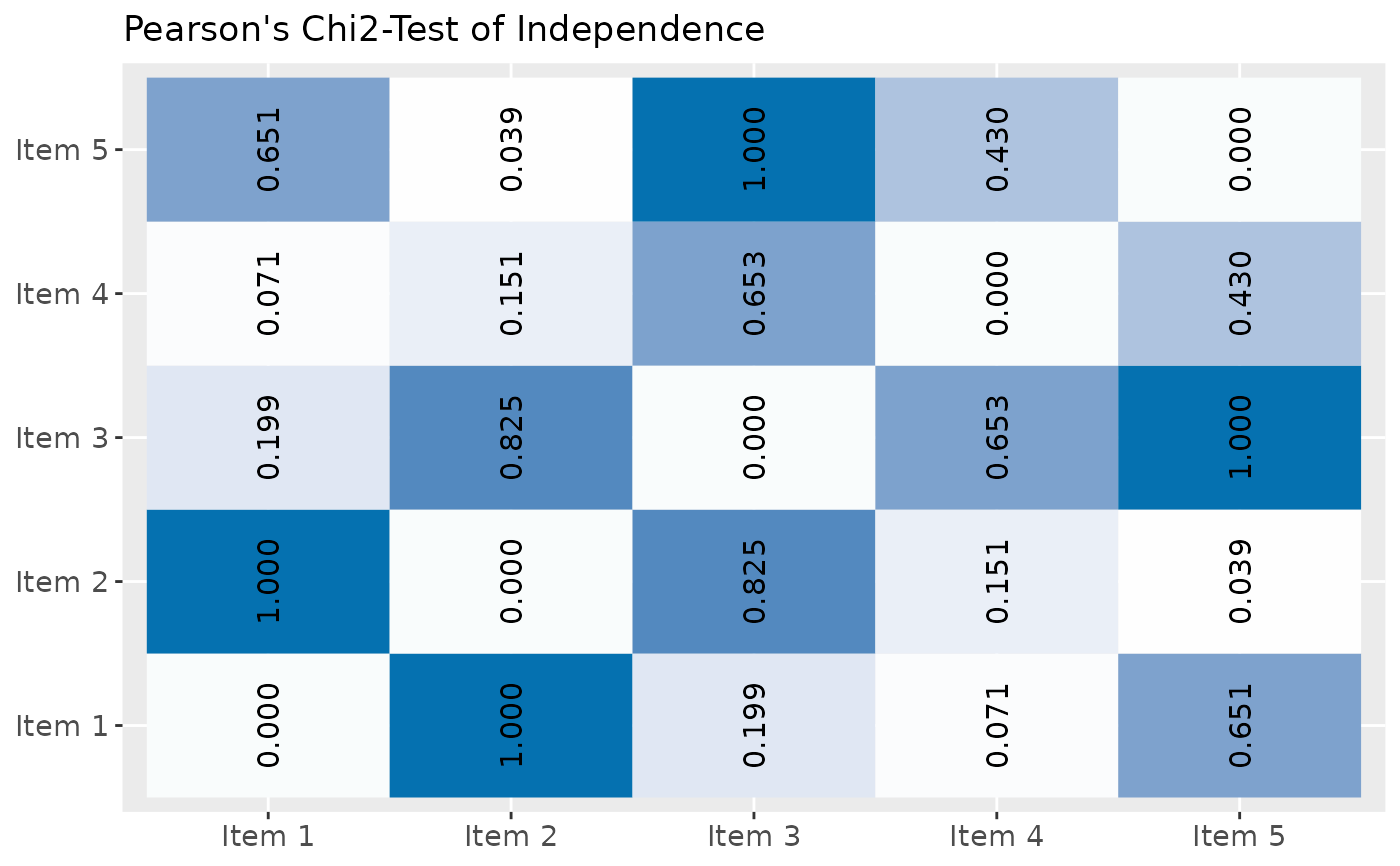 Pearson's Chi2-Test of Independence
Item 5 0.651 0.039 1.000 0.430 0.000
Item 4 0.071 0.151 0.653 0.000 0.430
Item 3 0.199 0.825 0.000 0.653 1.000
Item 2 1.000 0.000 0.825 0.151 0.039
Item 1 0.000 1.000 0.199 0.071 0.651
Item 1 Item 2 Item 3 Item 4 Item 5